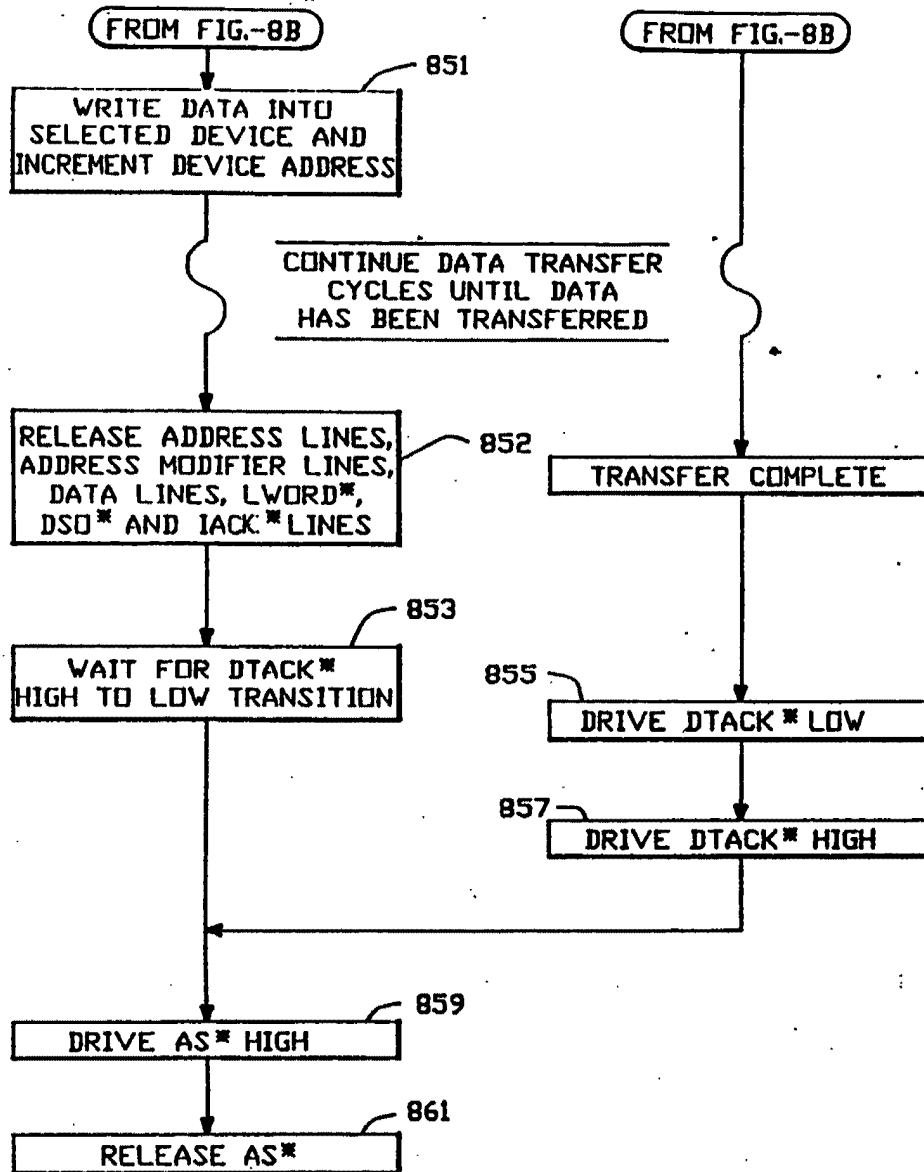 FROM FIG.-8B
FROM FIG.-8B
851
WRITE DATA INTO
SELECTED DEVICE AND
INCREMENT DEVICE ADDRESS
CONTINUE DATA TRANSFER
CYCLES UNTIL DATA
HAS BEEN TRANSFERRED
RELEASE ADDRESS LINES,
ADDRESS MODIFIER LINES,
DATA LINES, LWORD*,
DSO* AND IACK* LINES
852
TRANSFER COMPLETE
853
WAIT FOR DTACK*
HIGH TO LOW TRANSITION
855
DRIVE DTACK* LOW
857
DRIVE DTACK* HIGH
859
DRIVE AS* HIGH
861
RELEASE AS*